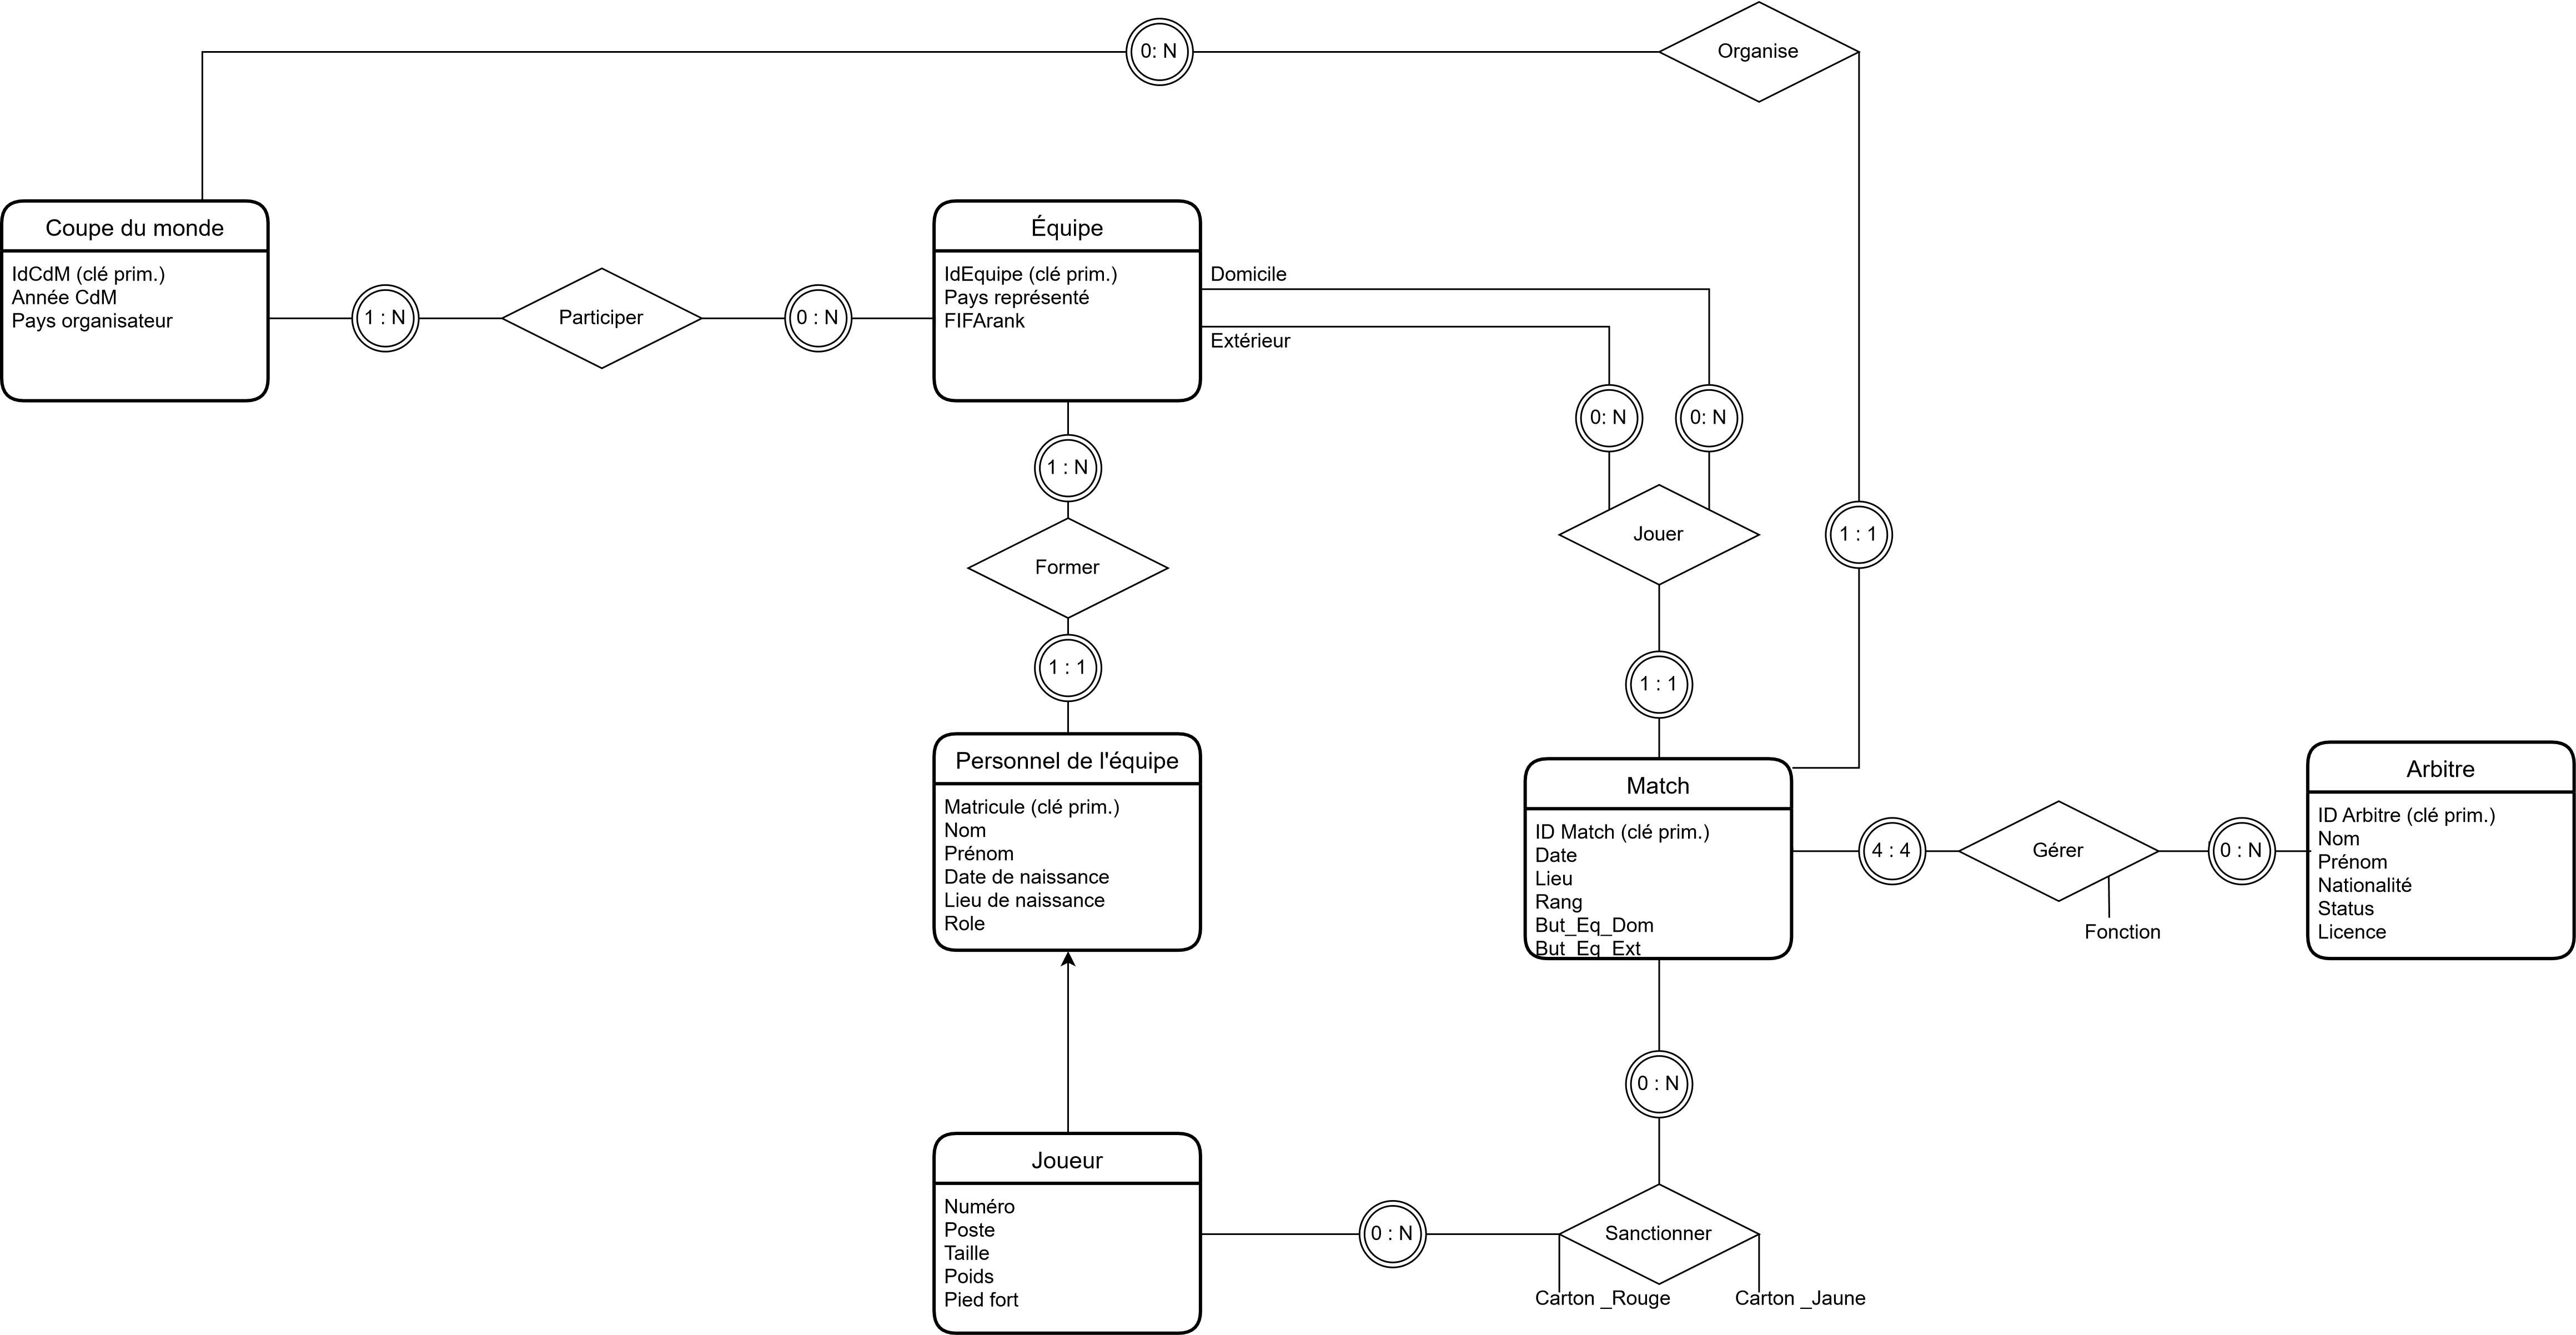 0: N
Organise
Coupe du monde
IdCdM (clé prim.)
Année CdM
Pays organisateur
1 : N
Participer
0 : N
Équipe
IdEquipe (clé prim.)
Pays représenté
FIFArank
Domicile
Extérieur
0: N
0: N
1 : N
Jouer
1 : 1
Former
1 : 1
1 : 1
Personnel de l'équipe
Matricule (clé prim.)
Nom
Prénom
Date de naissance
Lieu de naissance
Role
Match
ID Match (clé prim.)
Date
Lieu
Rang
But_Eq_Dom
But_Eq_Ext
4 : 4
Gérer
Fonction
0 : N
Arbitre
ID Arbitre (clé prim.)
Nom
Prénom
Nationalité
Status
Licence
0 : N
Joueur
Numéro
Poste
Taille
Poids
Pied fort
0 : N
Sanctionner
Carton _Rouge
Carton _Jaune